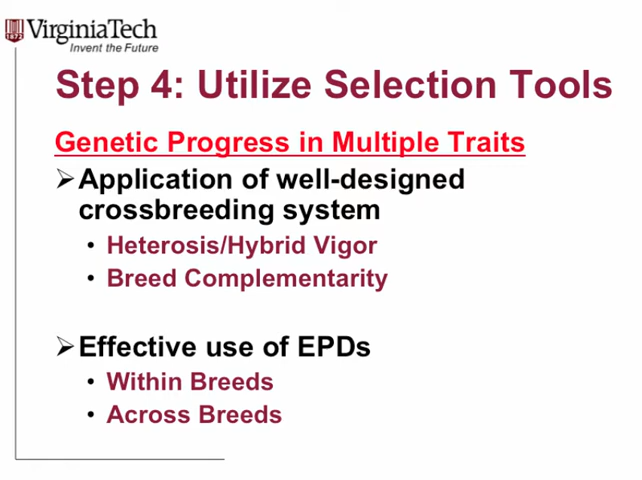 VirginiaTech
1872
Invent the Future
Step 4: Utilize Selection Tools
Genetic Progress in Multiple Traits
➢Application of well-designed
crossbreeding system
• Heterosis/Hybrid Vigor
• Breed Complementarity
➢Effective use of EPDs
• Within Breeds
• Across Breeds